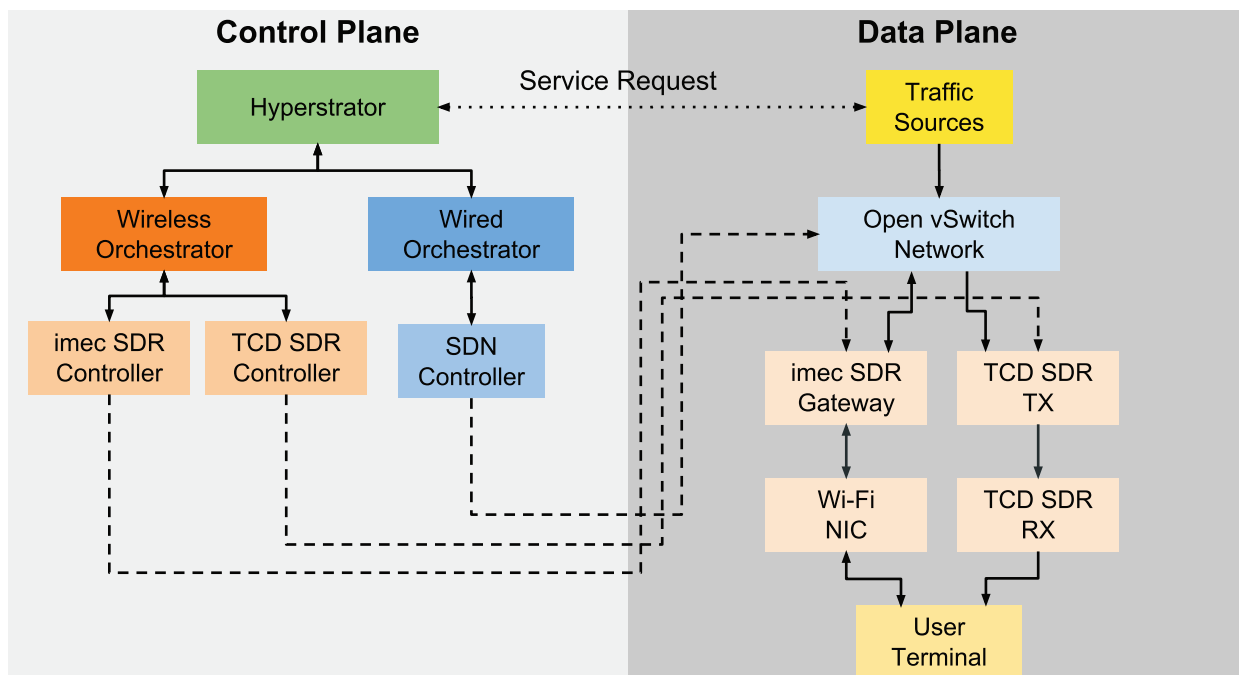 Control Plane
Data Plane
Service Request
Hyperstrator
Traffic
Sources
Wireless
Orchestrator
Wired
Orchestrator
Open vSwitch
Network
imec SDR
Controller
TCD SDR
Controller
SDN
Controller
imec SDR
Gateway
TCD SDR
TX
Wi-Fi
NIC
TCD SDR
RX
User
Terminal